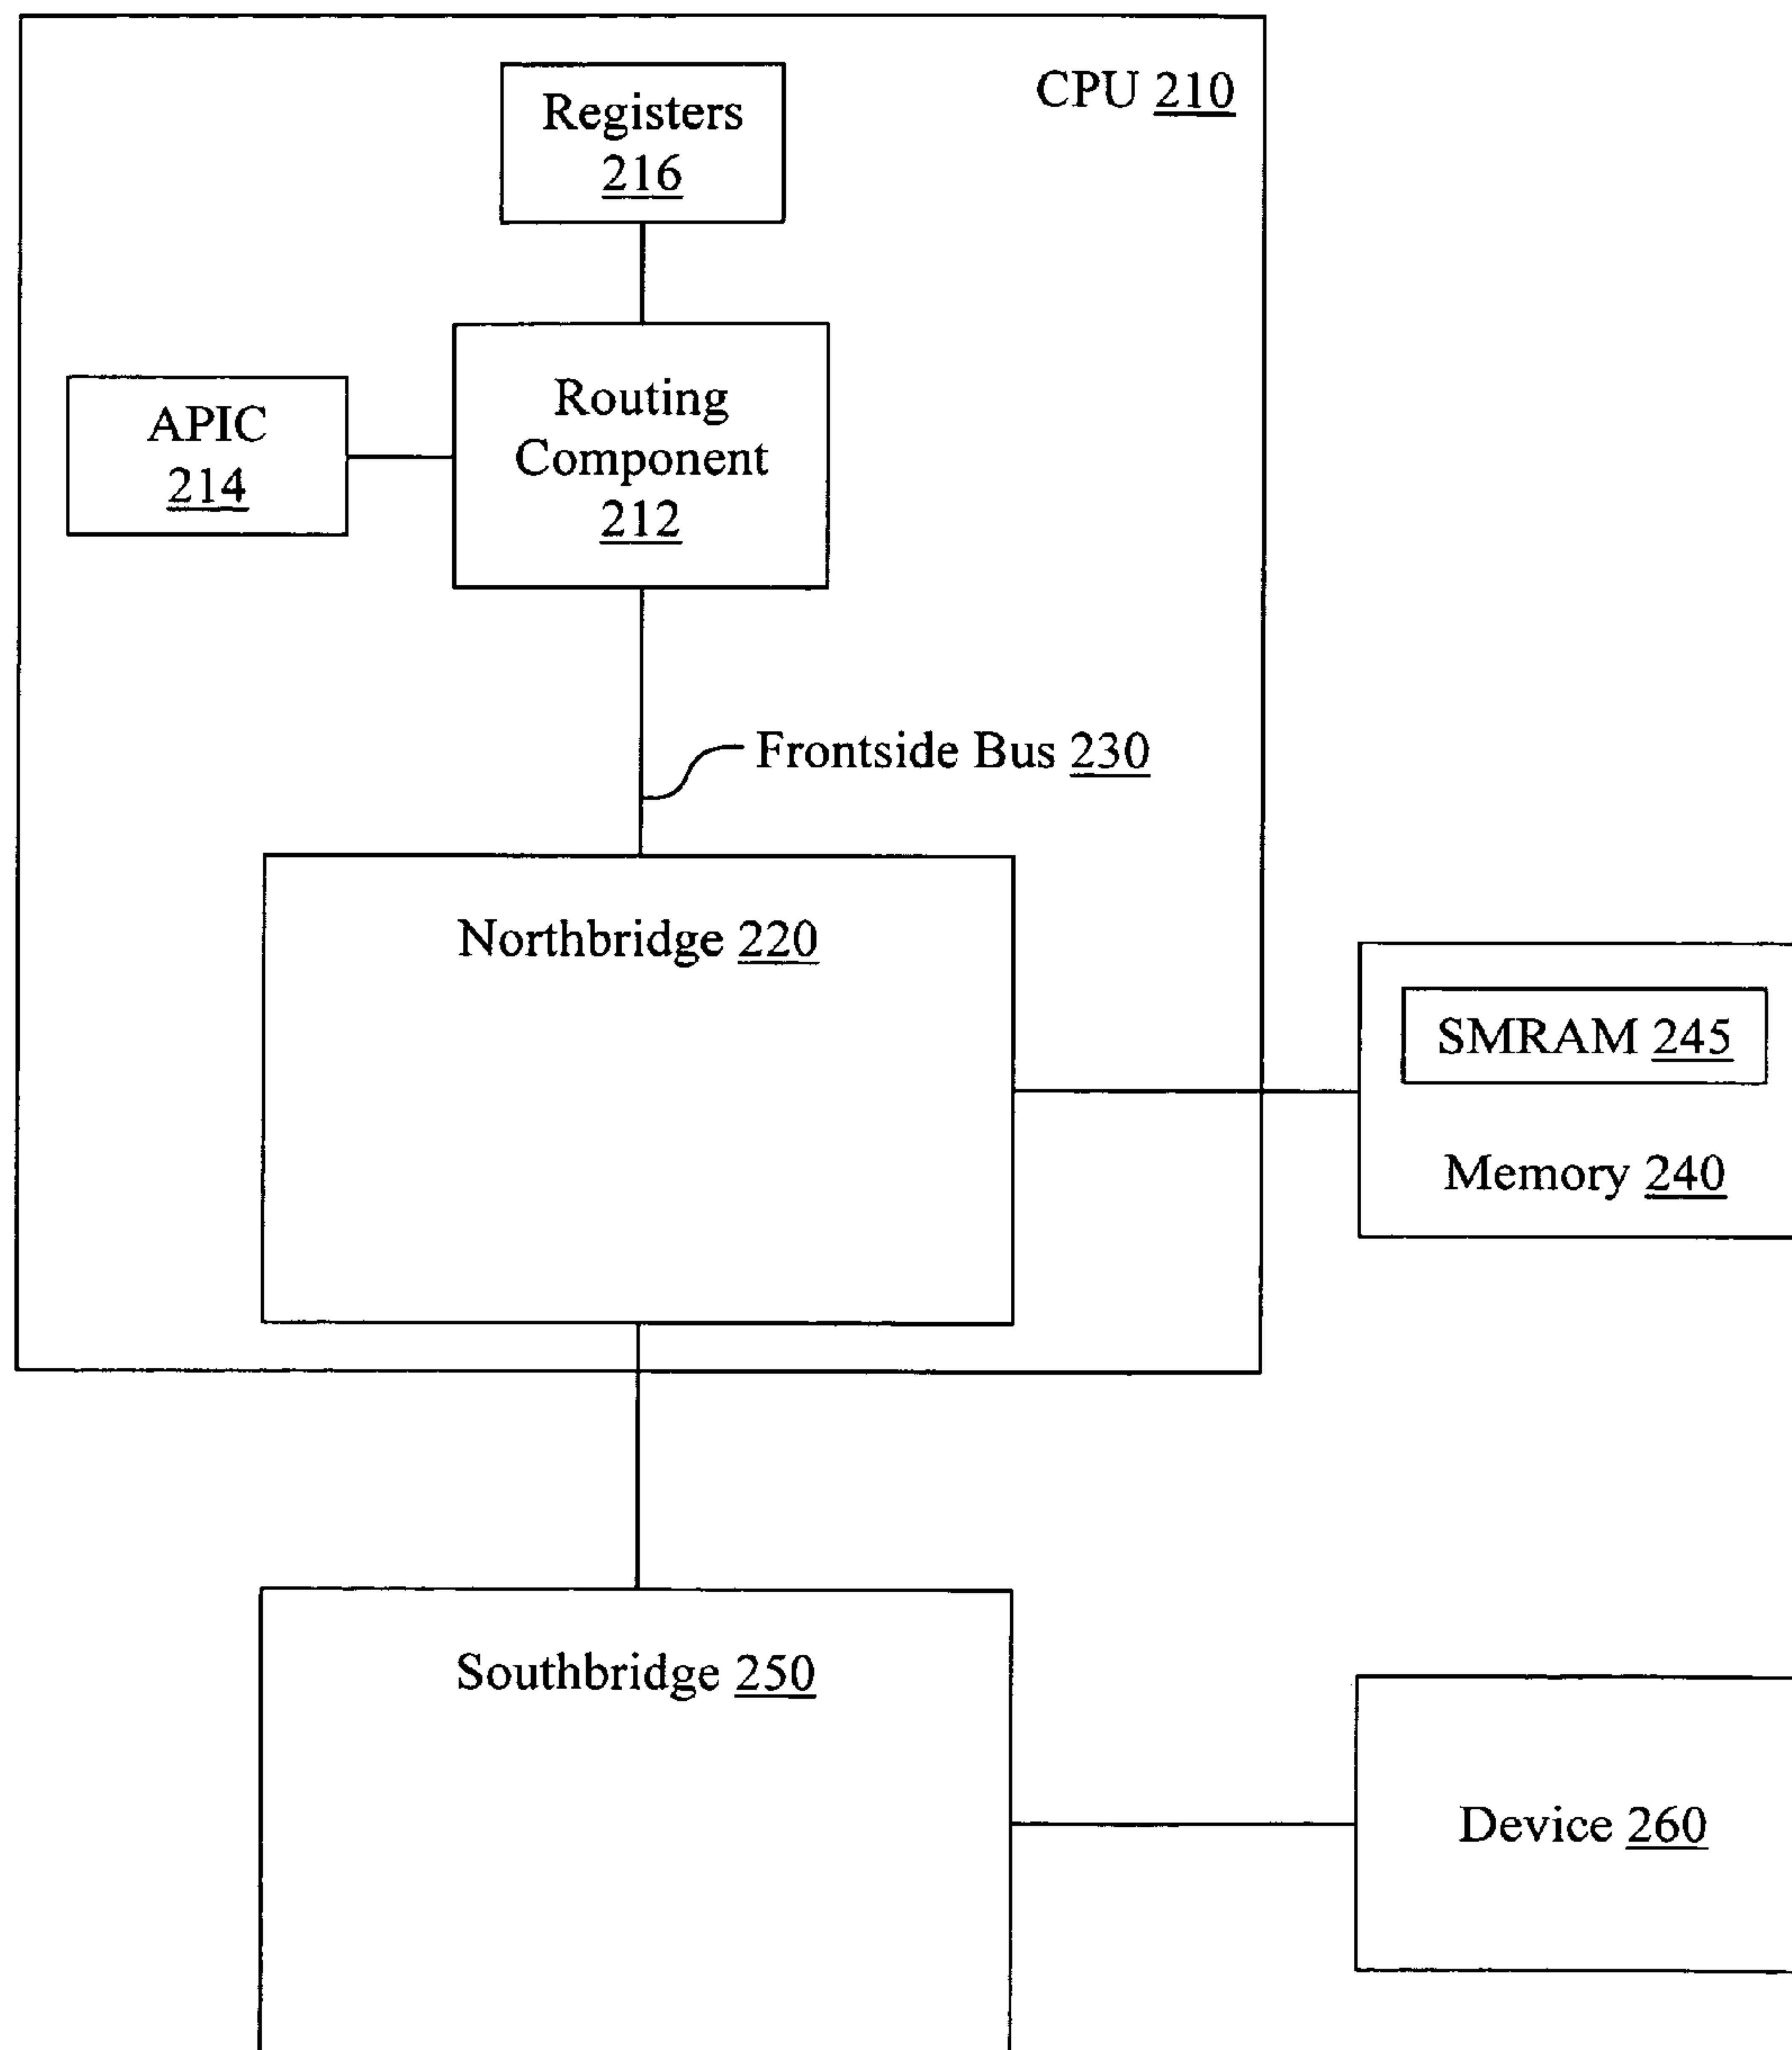 CPU 210
Registers
216
APIC
214
Routing
Component
212
Frontside Bus 230
Northbridge 220
SMRAM 245
Memory 240
Southbridge 250
Device 260